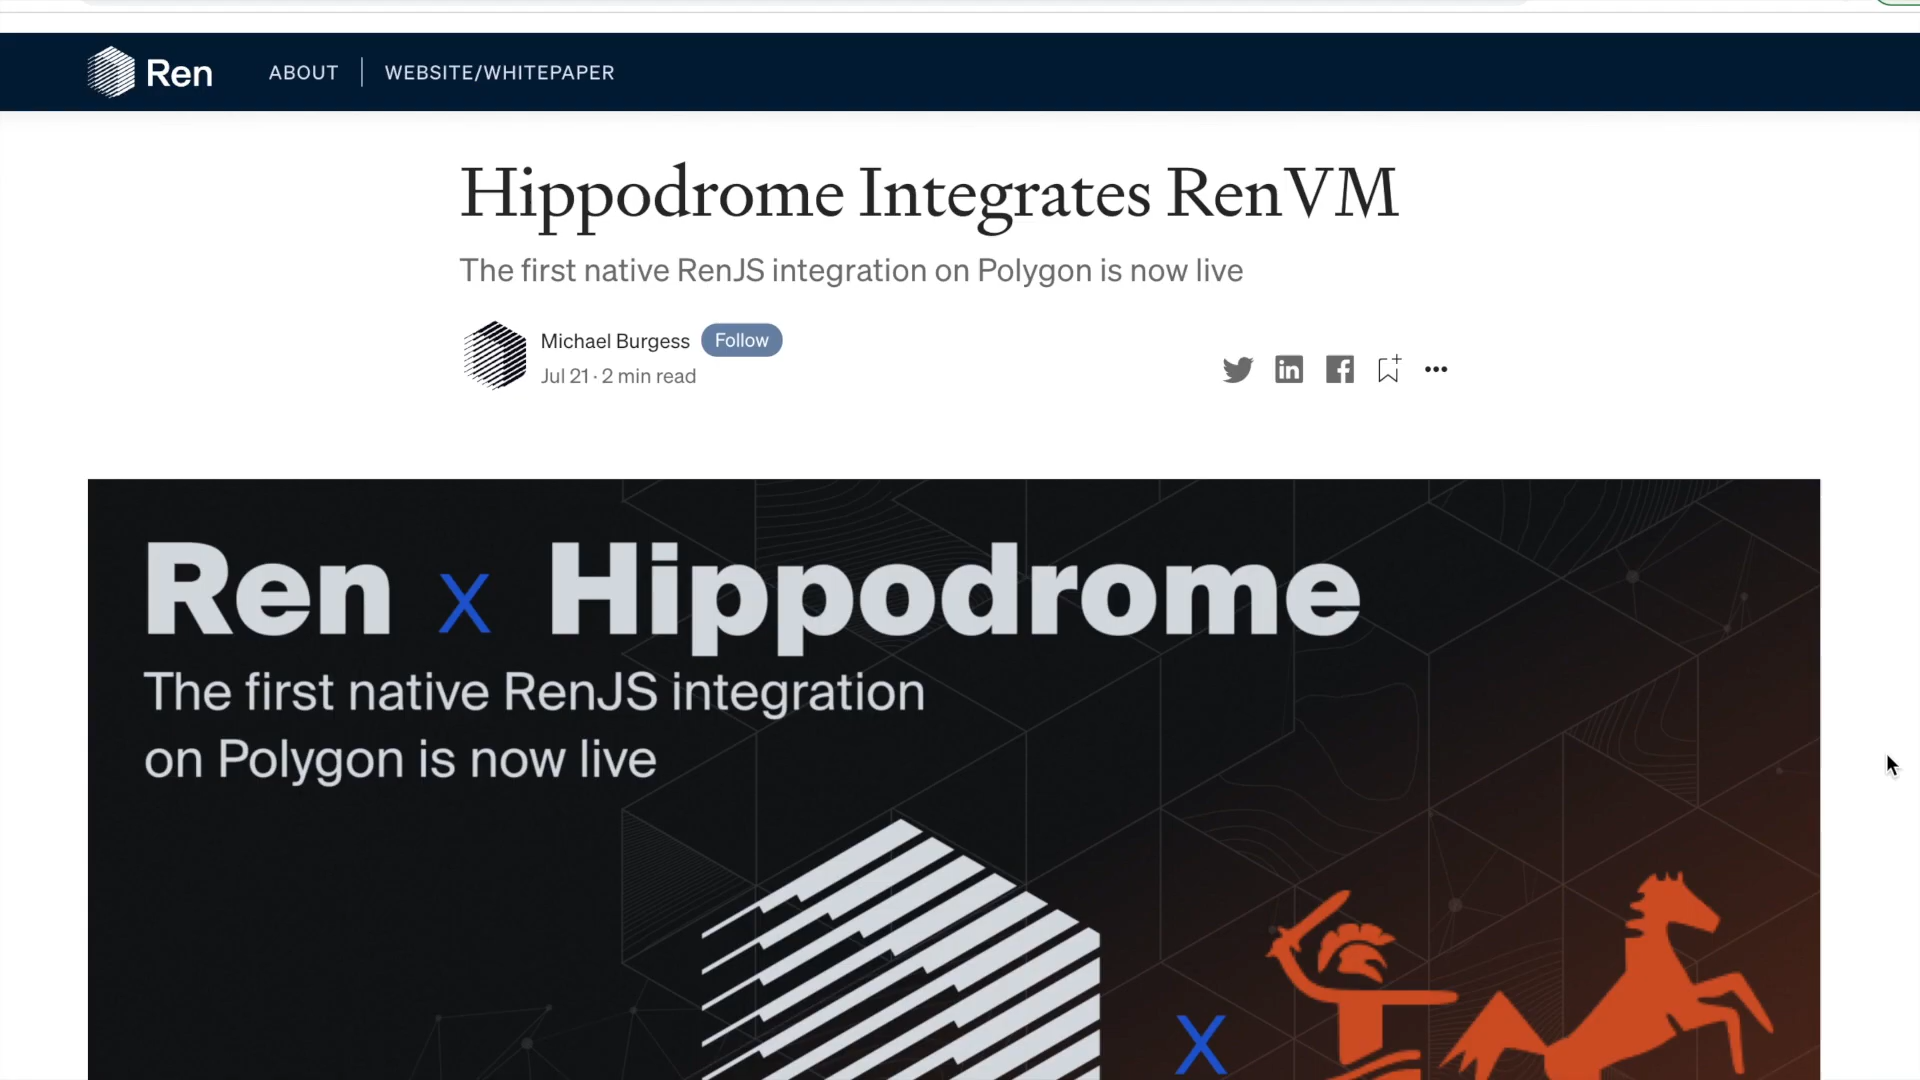 Ren
ABOUT
WEBSITE/WHITEPAPER
Hippodrome Integrates RenVM
The first native RenJS integration on Polygon is now live
Michael Burgess
Follow
Jul 21 · 2 min read
Ren x Hippodrome
The first native RenJS integration
on Polygon is now live
X